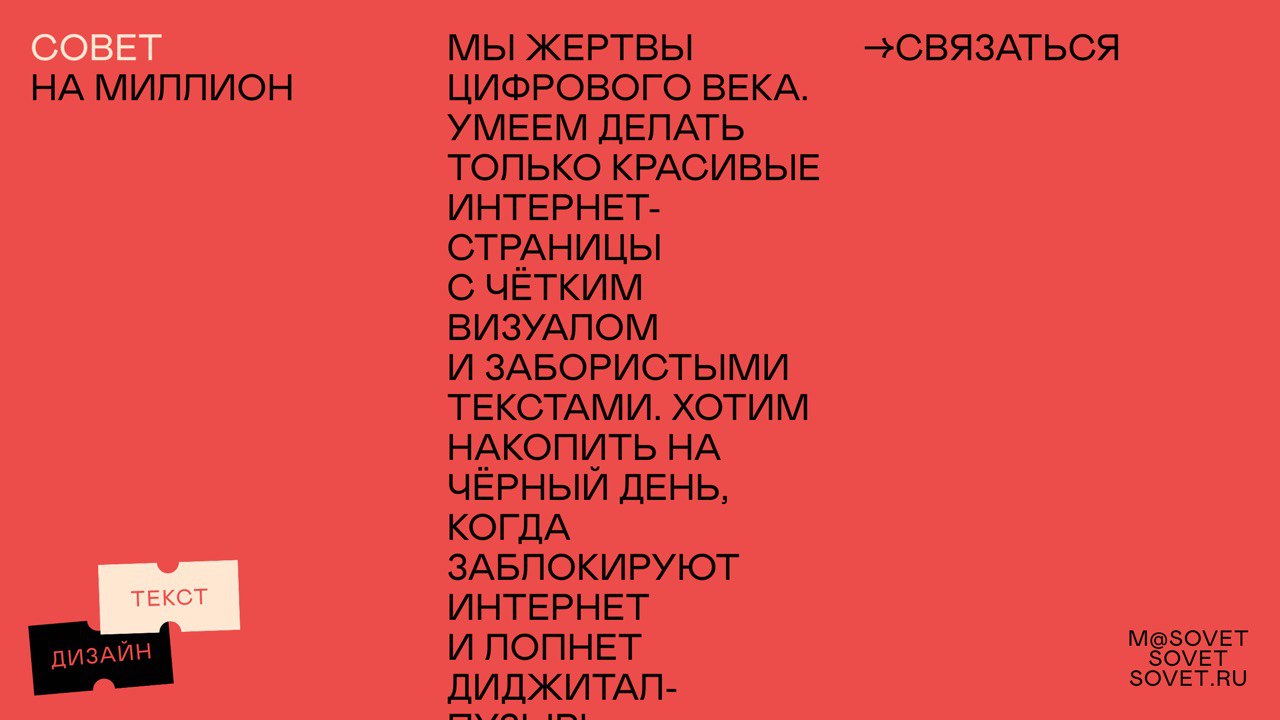 СОВЕТ
НА МИЛЛИОН
МЫ ЖЕРТВЫ
ЦИФРОВОГО ВЕКА.
УМЕЕМ ДЕЛАТЬ
ТОЛЬКО КРАСИВЫЕ
ИНТЕРНЕТ-
СТРАНИЦЫ
С ЧЁТКИМ
ВИЗУАЛОМ
И ЗАБОРИСТЫМИ
ТЕКСТАМИ. ХОТИМ
НАКОПИТЬ НА
ЧЁРНЫЙ ДЕНЬ,
КОГДА
ЗАБЛОКИРУЮТ
ИНТЕРНЕТ
И ЛОПНЕТ
ДИДЖИТАЛ-
→СВЯЗАТЬСЯ
ТЕКСТ
ДИЗАЙН
M@SOVET
SOVET
SOVET.RU